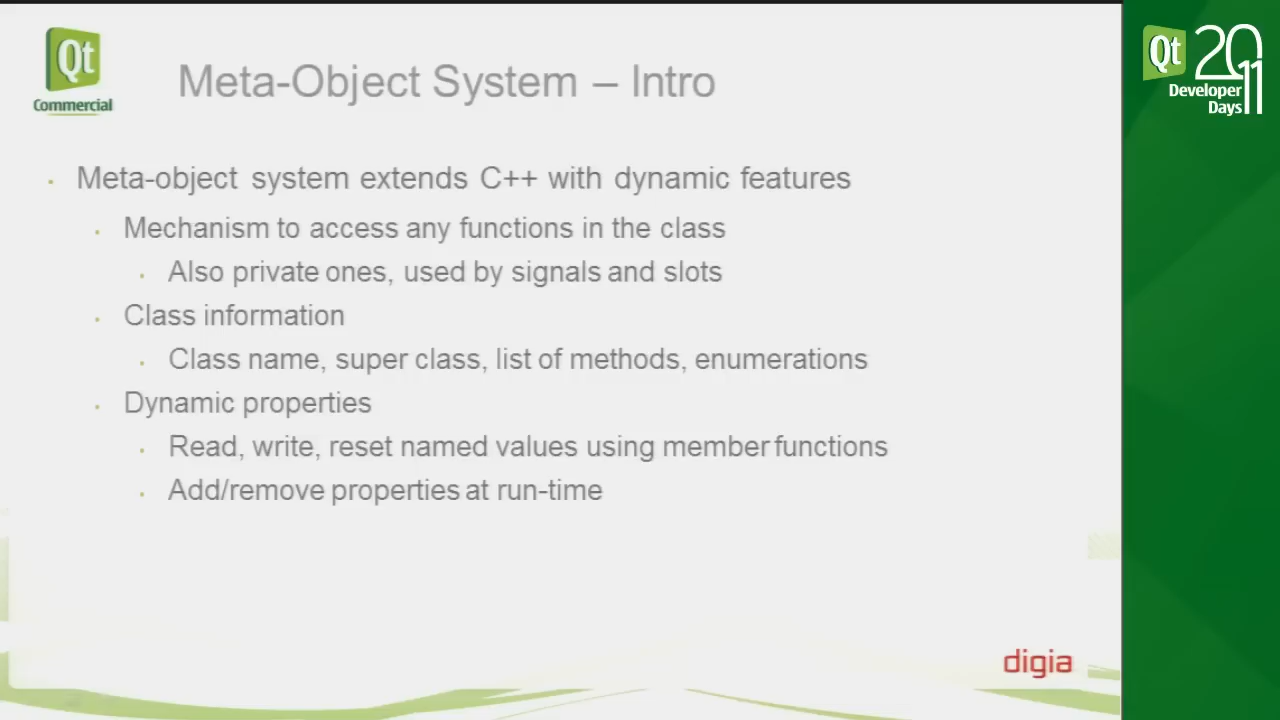 Qt
Commercial
Meta-Object System – Intro
Meta-object system extends C++ with dynamic features
Mechanism to access any functions in the class
Also private ones, used by signals and slots
Class information
Class name, super class, list of methods, enumerations
Dynamic properties
Read, write, reset named values using member functions
Add/remove properties at run-time
digia
Qt 2011
Developer
Days